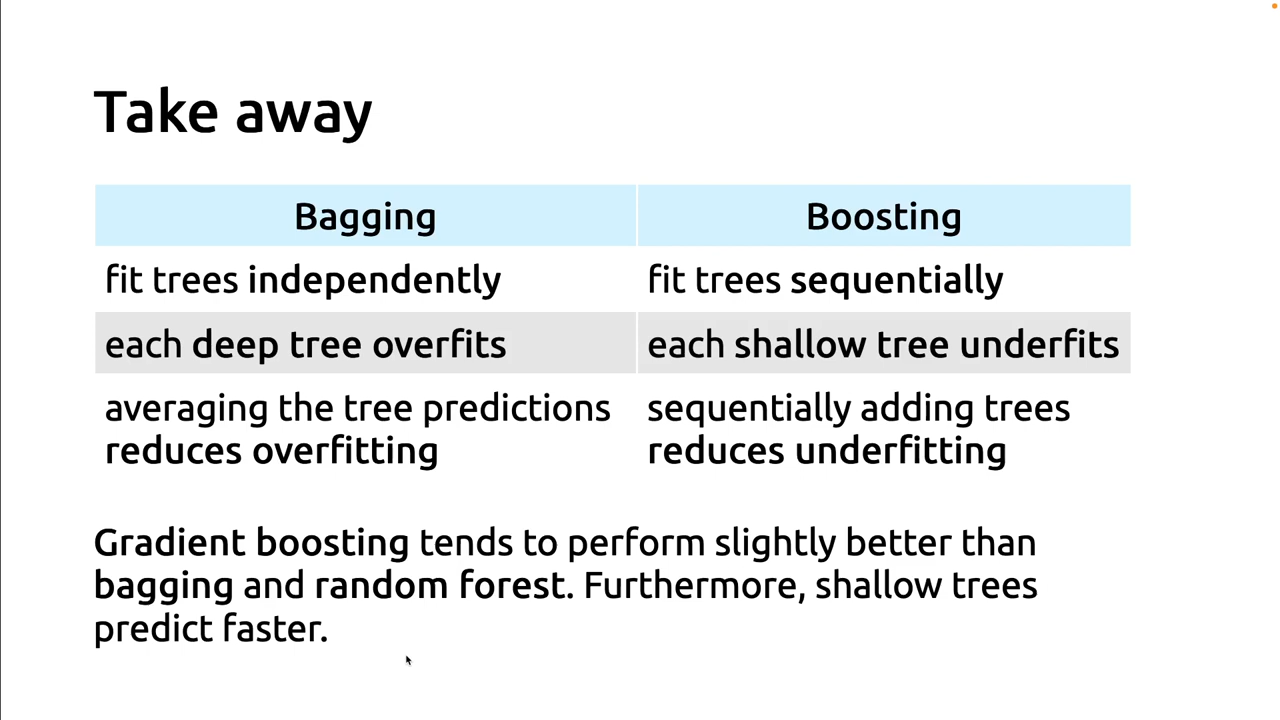 Take away
Bagging
Boosting
fit trees independently
fit trees sequentially
each deep tree overfits
each shallow tree underfits
averaging the tree predictions
reduces overfitting
sequentially adding trees
reduces underfitting
Gradient boosting tends to perform slightly better than
bagging and random forest. Furthermore, shallow trees
predict faster.